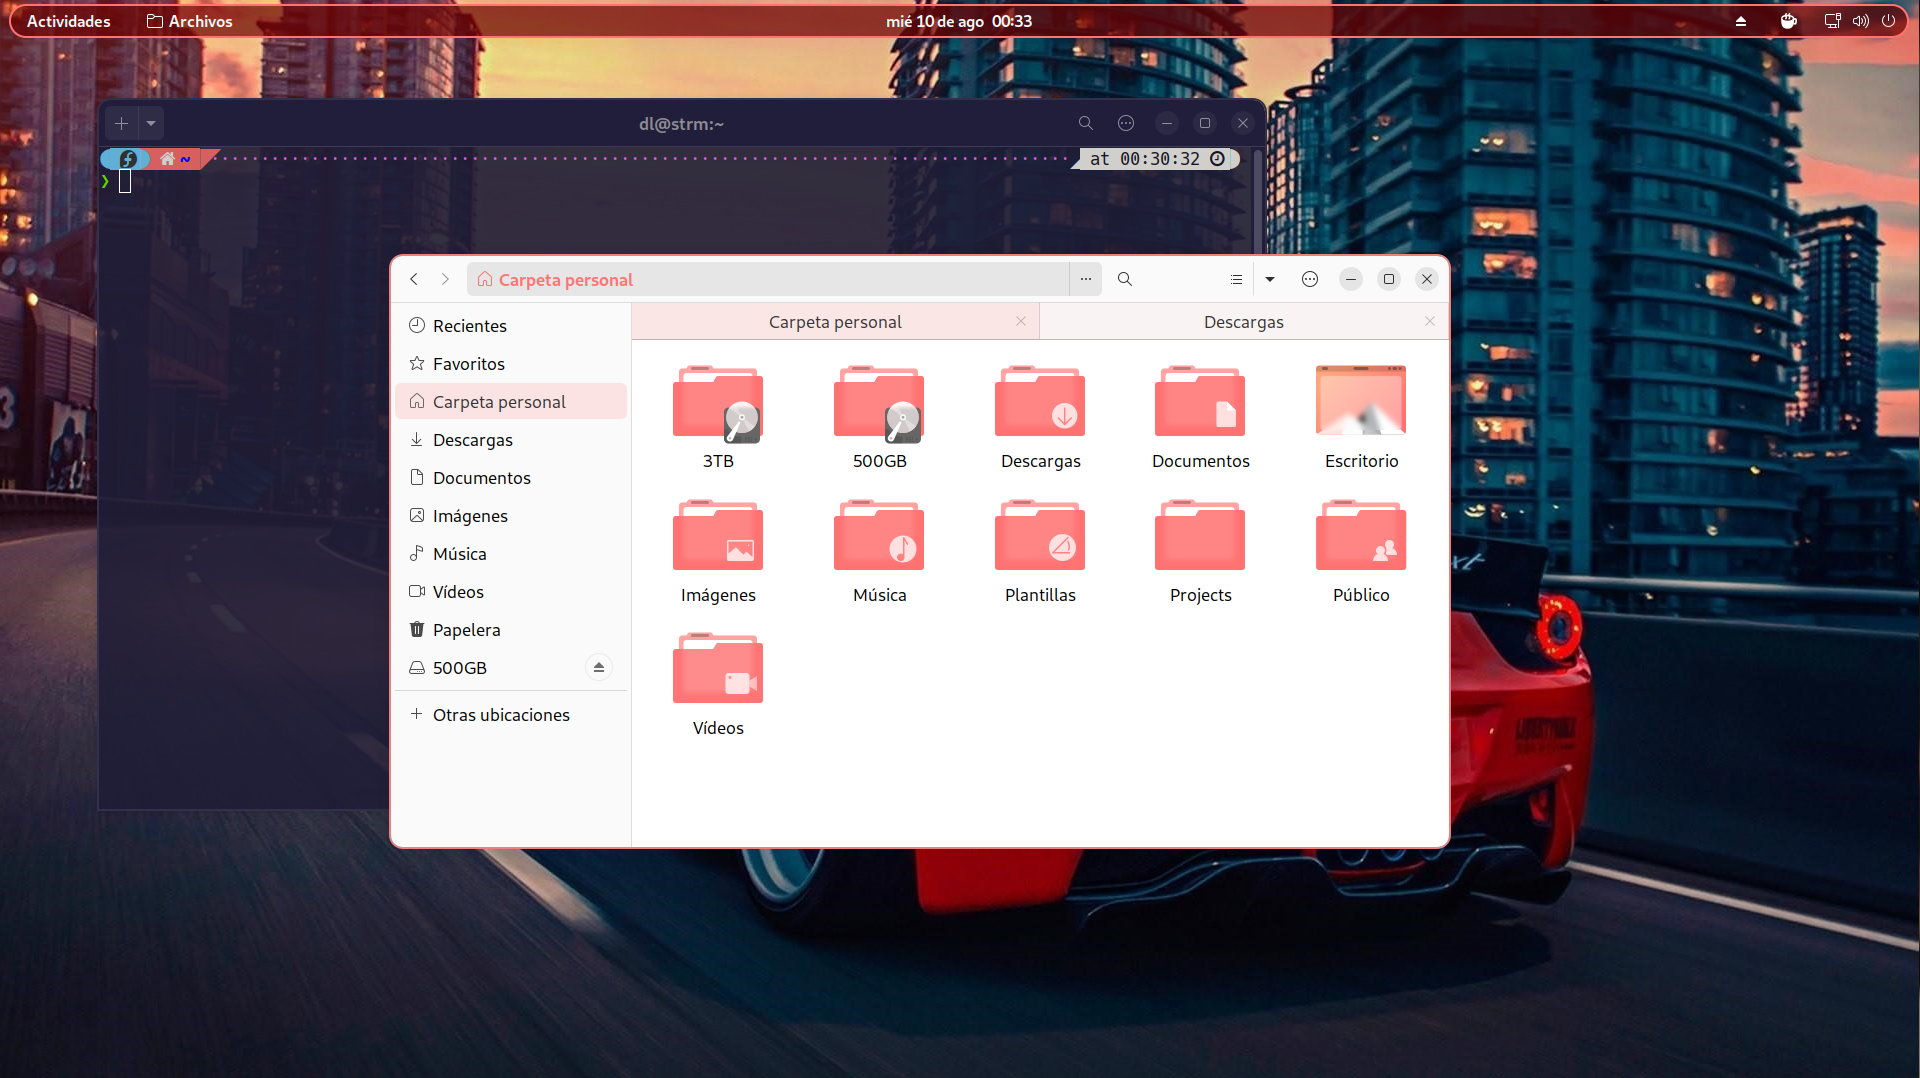 Actividades
Archivos
mié 10 de ago 00:33
dl@strm:~
~
at 00:30:32
❯
Carpeta personal
Recientes
Favoritos
Carpeta personal
Descargas
Documentos
Imágenes
Música
Vídeos
Papelera
500GB
Otras ubicaciones
Carpeta personal
Descargas
3TB
500GB
Descargas
Documentos
Escritorio
Imágenes
Música
Plantillas
Projects
Público
Vídeos